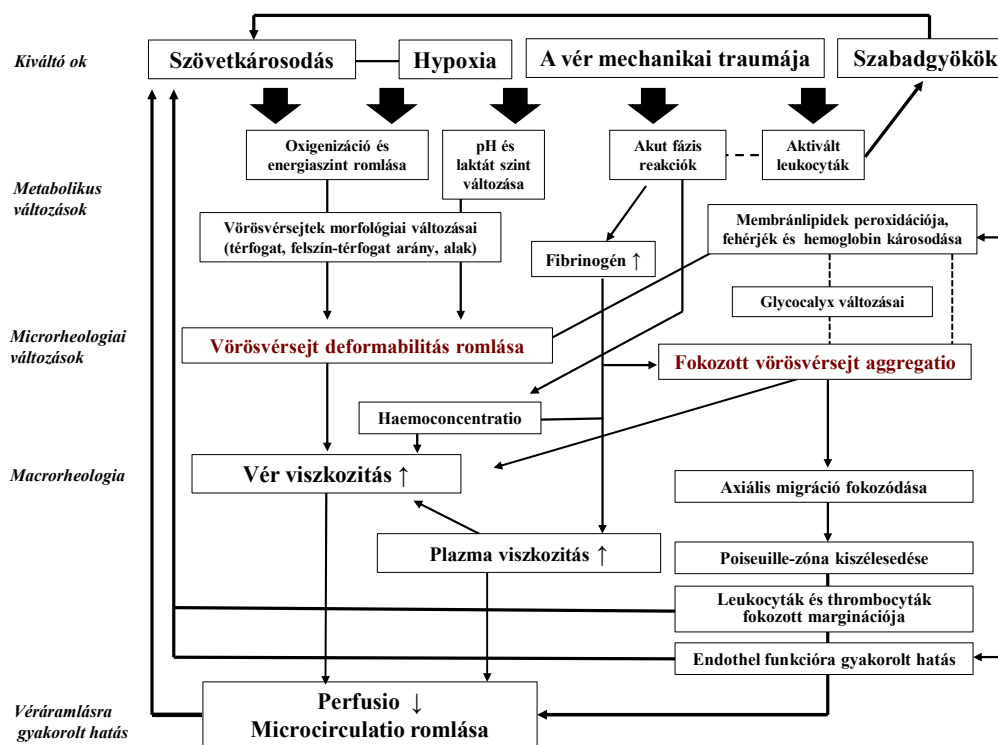 Kiváltó ok
Szövetkárosodás
Hypoxia
A vér mechanikai traumája
Szabadgyökök
Metabolikus
változások
Oxigenizáció és
energiaszint romlása
pH és
laktát szint
változása
Akut fázis
reakciók
Aktivált
leukocyták
Vörösvérsejtek morfológiai változásai
(térfogat, felszín-térfogat arány, alak)
Fibrinogén ↑
Membránlipidek peroxidációja,
fehérjék és hemoglobin károsodása
Glycocalyx változásai
Microrheologiai
változások
Vörösvérsejt deformabilitás romlása
Fokozott vörösvérsejt aggregatio
Haemoconcentratio
Macrorheologia
Vér viszkozitás ↑
Axiális migráció fokozódása
Plazma viszkozitás ↑
Poiseuille-zóna kiszélesedése
Leukocyták és thrombocyták
fokozott marginációja
Endothel funkcióra gyakorolt hatás
Véráramlásra
gyakorolt hatás
Perfusio ↓
Microcirculatio romlása